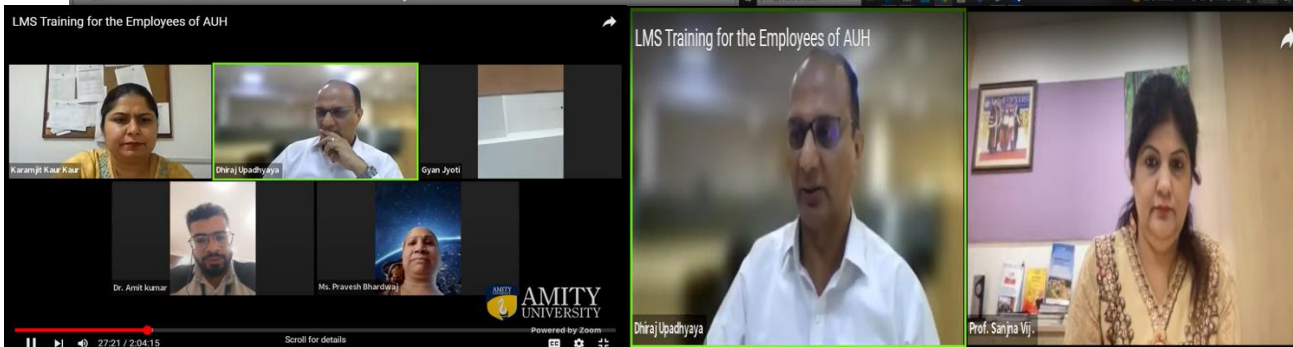 LMS Training for the Employees of AUH
Karamjit Kaur Kaur
Dhiraj Upadhyaya
Gyan Jyoti
Dr. Amit kumar
Ms. Pravesh Bhardwaj
AMITY
AMITY
UNIVERSITY
Powered by Zoom
27:21 / 2:04:15
Scroll for details
CC
LMS Training for the Employees of AUH
Dhiraj Upadhyaya
Prof. Sanjna Vij.